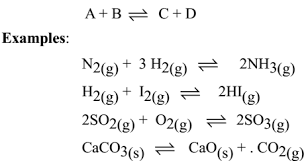 A + B ⇌ C + D
Examples:
N2(g) + 3 H2(g) ⇌ 2NH3(g)
H2(g) + I2(g) ⇌ 2HI(g)
2SO2(g) + O2(g) ⇌ 2SO3(g)
CaCO3(s) ⇌ CaO(s) + . CO2(g)